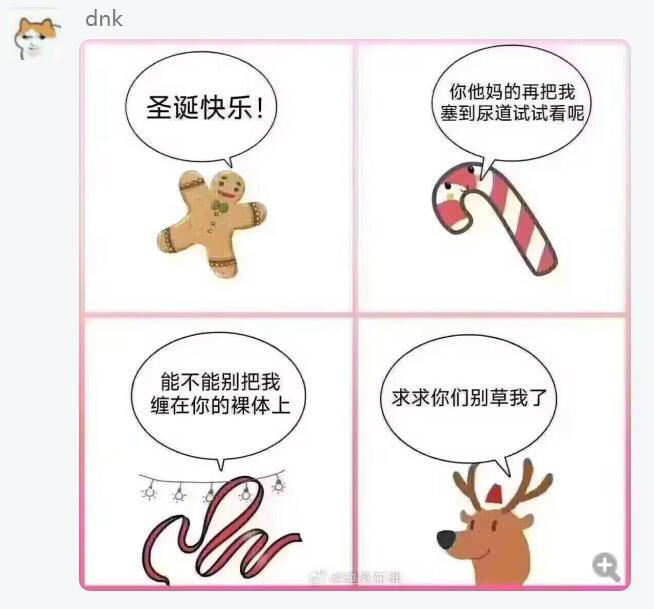 dnk
圣诞快乐！
你他妈的再把我
塞到尿道试试看呢
能不能别把我
缠在你的裸体上
求求你们别草我了